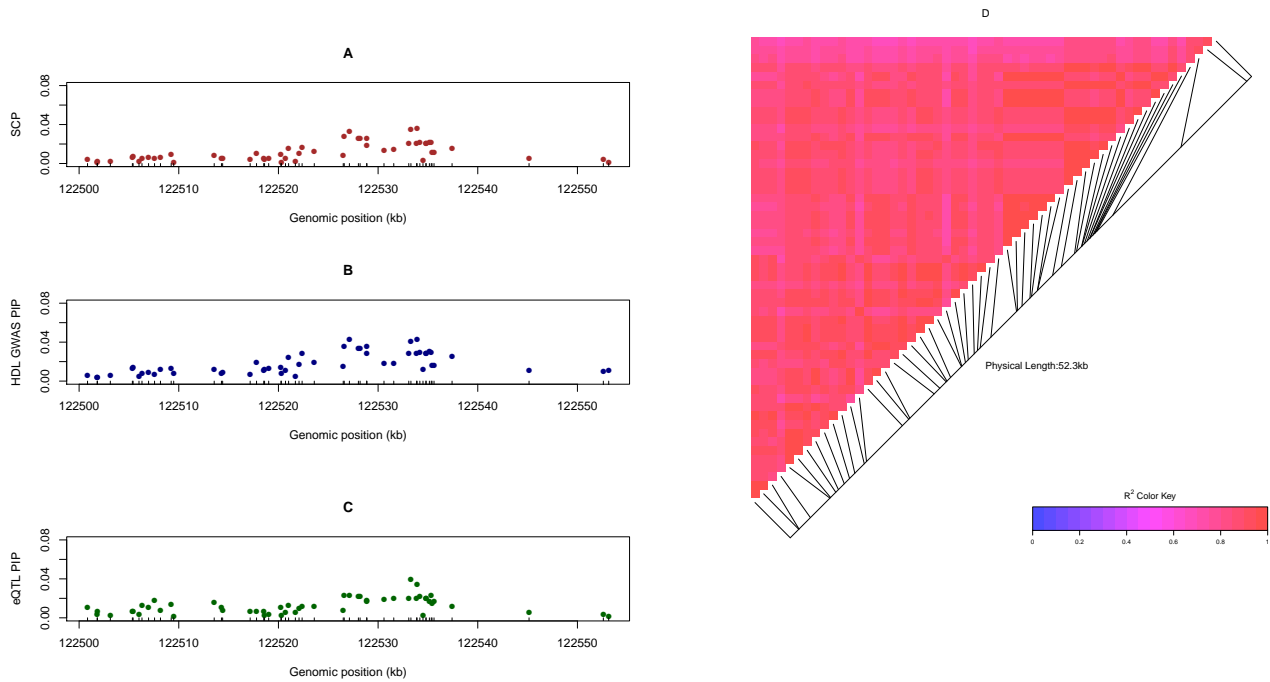 A
SCP
0.00 0.04 0.08
122500 122510 122520 122530 122540 122550
Genomic position (kb)
B
HDL GWAS PIP
0.00 0.04 0.08
122500 122510 122520 122530 122540 122550
Genomic position (kb)
C
eQTL PIP
0.00 0.04 0.08
122500 122510 122520 122530 122540 122550
Genomic position (kb)
D
Physical Length:52.3kb
R² Color Key
0 0.2 0.4 0.6 0.8 1